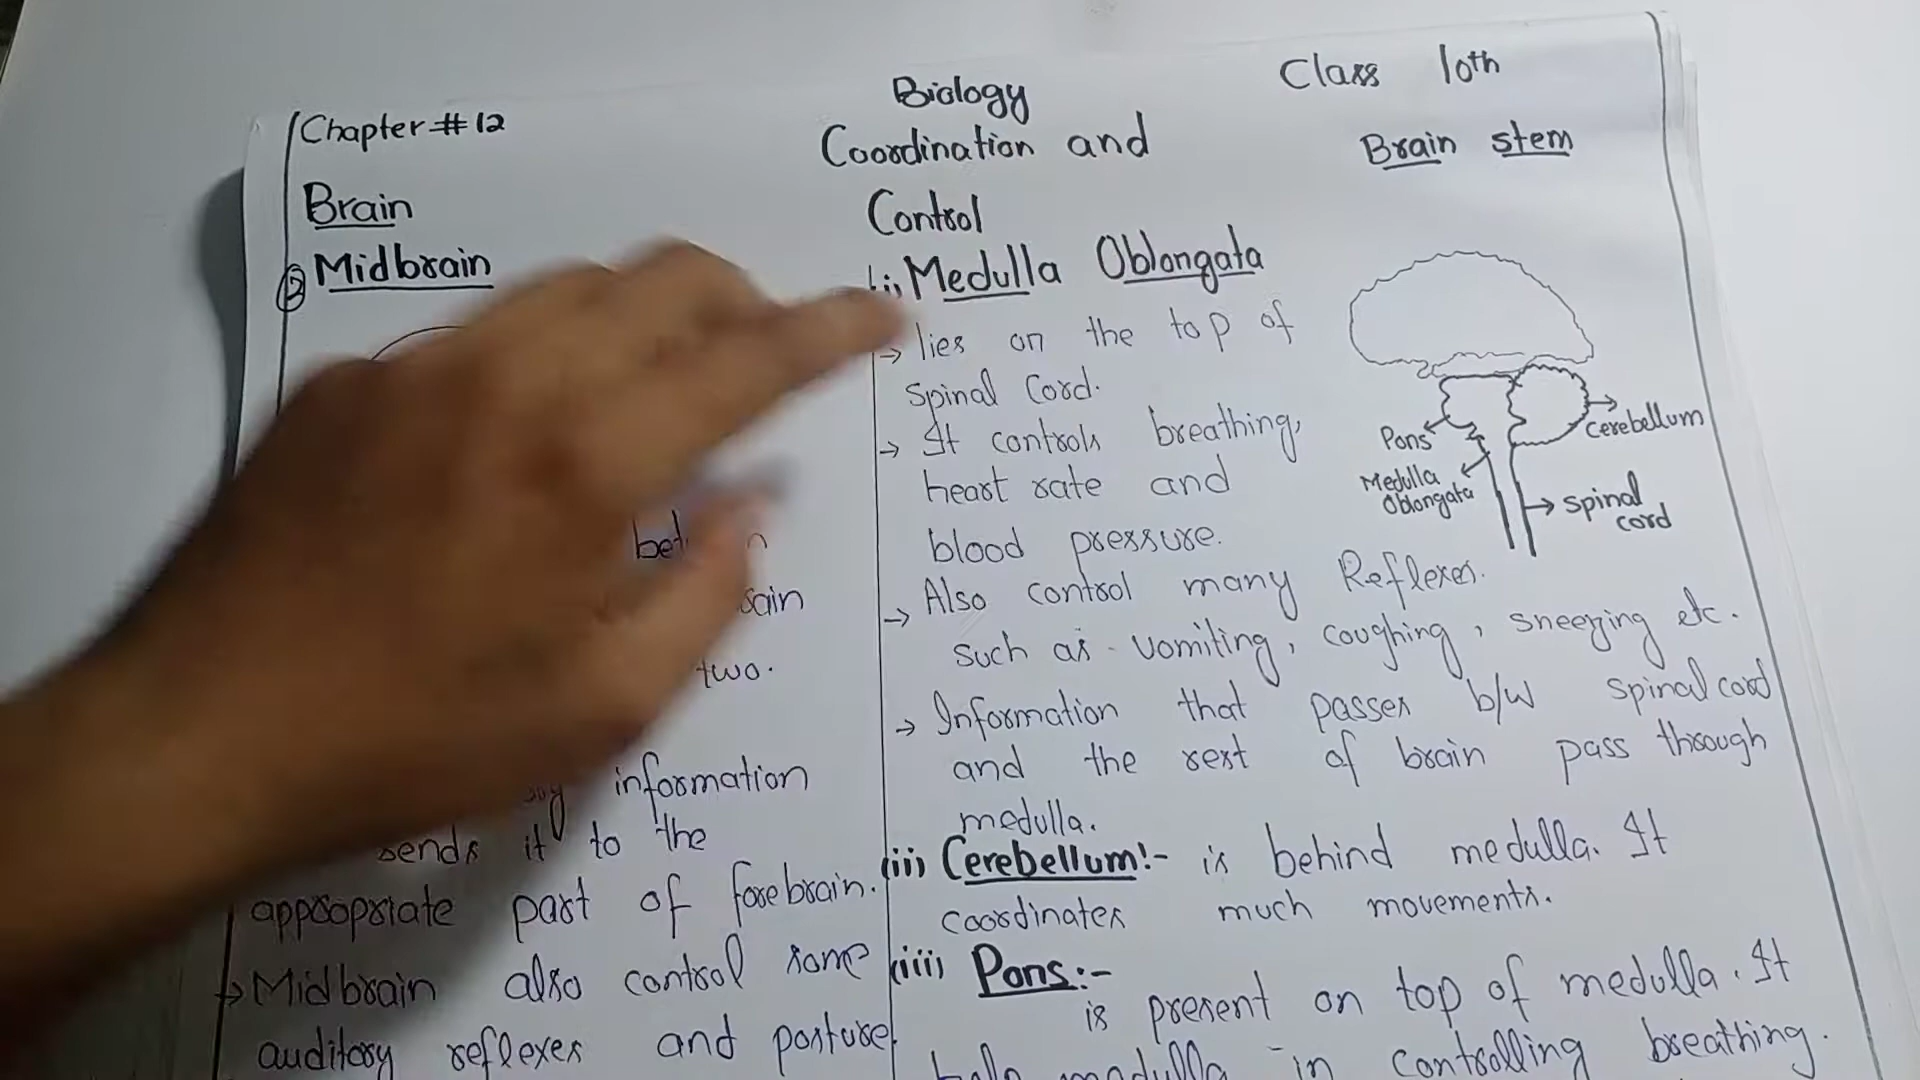 Biology
Class 10th
Chapter # 12
Coordination and
Control
Brain stem
Brain
② Midbrain
two.
information
sends it to the
appropriate part of forebrain.
→ Midbrain also control some
auditory reflexes and posture
Medulla Oblongata
→ lies on the top of
spinal Cord.
→ It controls breathing,
heart rate and
blood pressure.
→ Also control many Reflexes.
such as - vomiting, coughing, sneezing etc.
→ Information that passes b/w spinal cord
and the rest of brain pass through
medulla.
(ii) Cerebellum:- is behind medulla. It
coordinates much movements.
(iii) Pons:-
is present on top of medulla. It
help medulla in controlling breathing.
Pons
Medulla
Oblongata
Cerebellum
spinal
cord